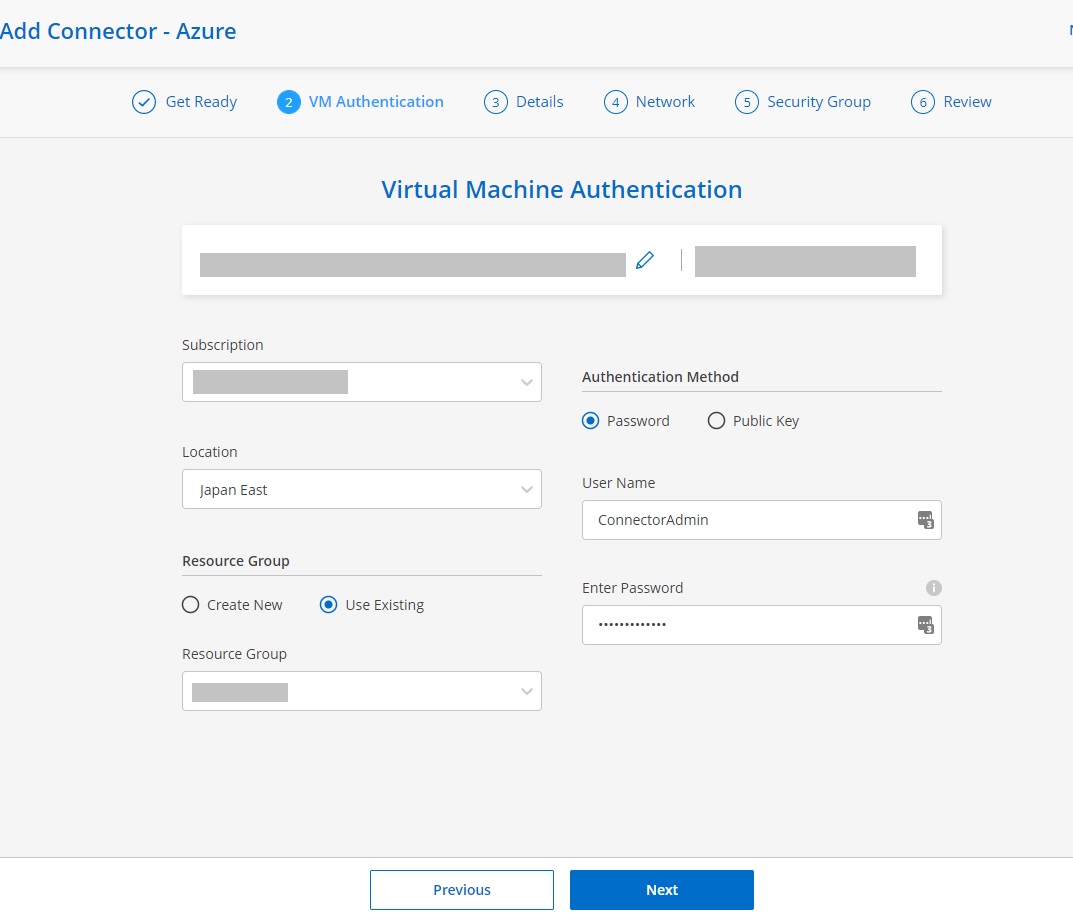 Add Connector - Azure
Get Ready
2 VM Authentication
3 Details
4 Network
5 Security Group
6 Review
Virtual Machine Authentication
Subscription
Location
Japan East
Resource Group
Create New
Use Existing
Resource Group
Authentication Method
Password
Public Key
User Name
ConnectorAdmin
3
Enter Password
•••••••••••••
3
Previous
Next